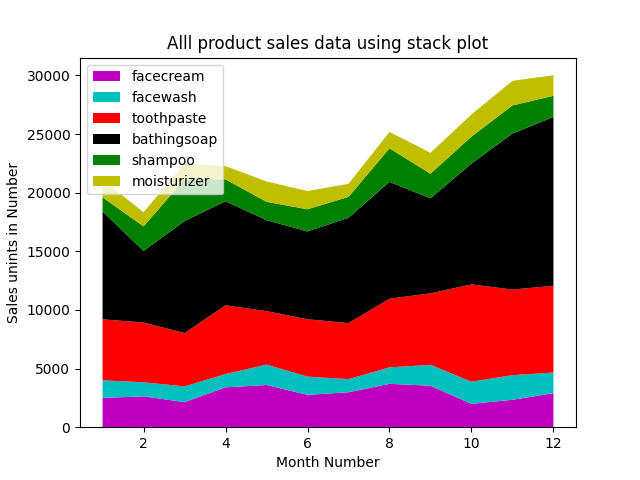 Alll product sales data using stack plot
30000
25000
20000
15000
10000
5000
0
Sales unints in Number
facecream
facewash
toothpaste
bathingsoap
shampoo
moisturizer
2 4 6 8 10 12
Month Number